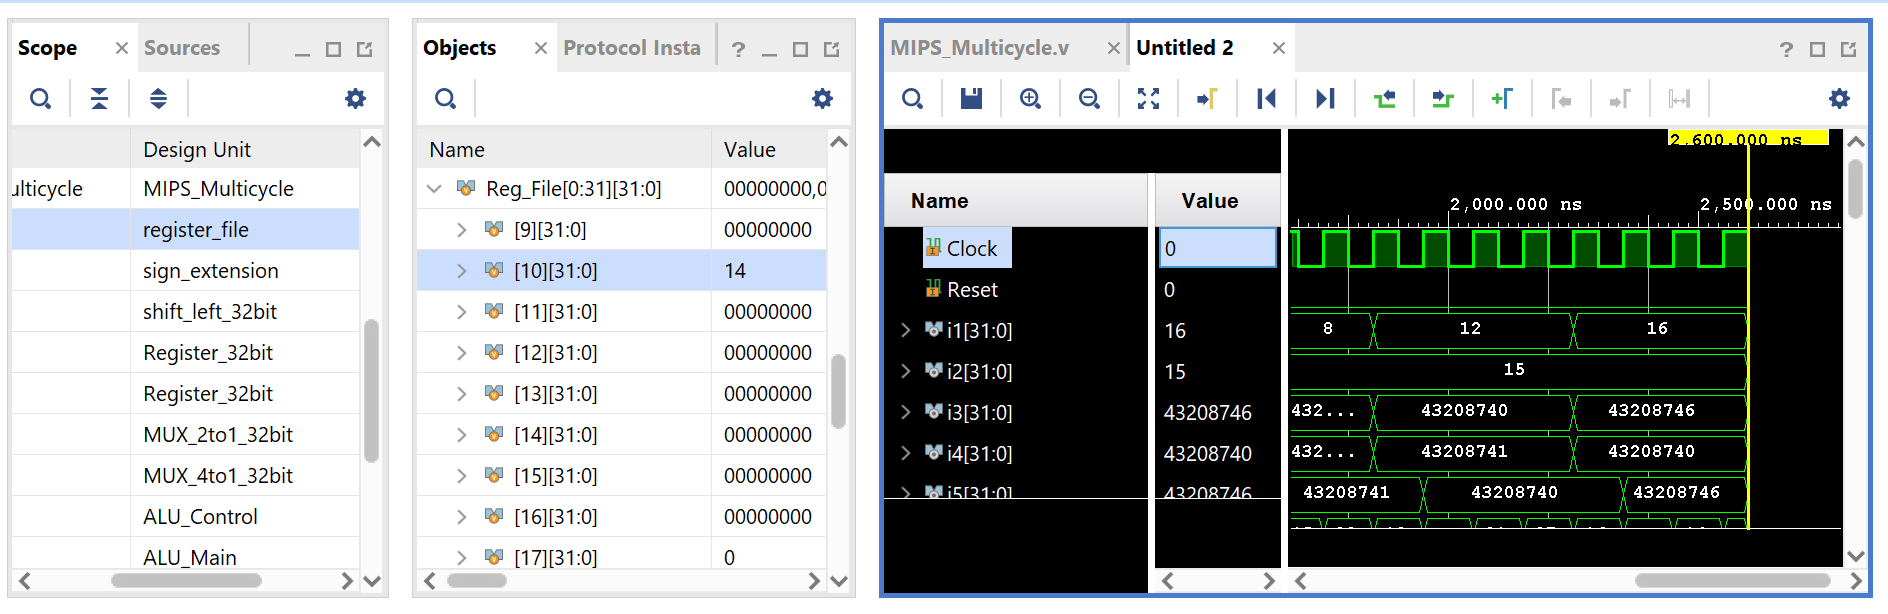 Scope
Sources
Design Unit
ulticycle MIPS_Multicycle
register_file
sign_extension
shift_left_32bit
Register_32bit
Register_32bit
MUX_2to1_32bit
MUX_4to1_32bit
ALU_Control
ALU_Main
Objects
Protocol Insta
?
Name Value
Reg_File[0:31][31:0] 00000000,0
[9][31:0] 00000000
[10][31:0] 14
[11][31:0] 00000000
[12][31:0] 00000000
[13][31:0] 00000000
[14][31:0] 00000000
[15][31:0] 00000000
[16][31:0] 00000000
[17][31:0] 0
MIPS_Multicycle.v
Untitled 2
?
2,600.000 ns
Name Value 2,000.000 ns 2,500.000 ns
Clock 0
Reset 0
i1[31:0] 16 8 12 16
i2[31:0] 15 15
i3[31:0] 43208746 432... 43208740 43208746
i4[31:0] 43208740 432... 43208741 43208740
i5[31:0] 43208746 43208741 43208740 43208746